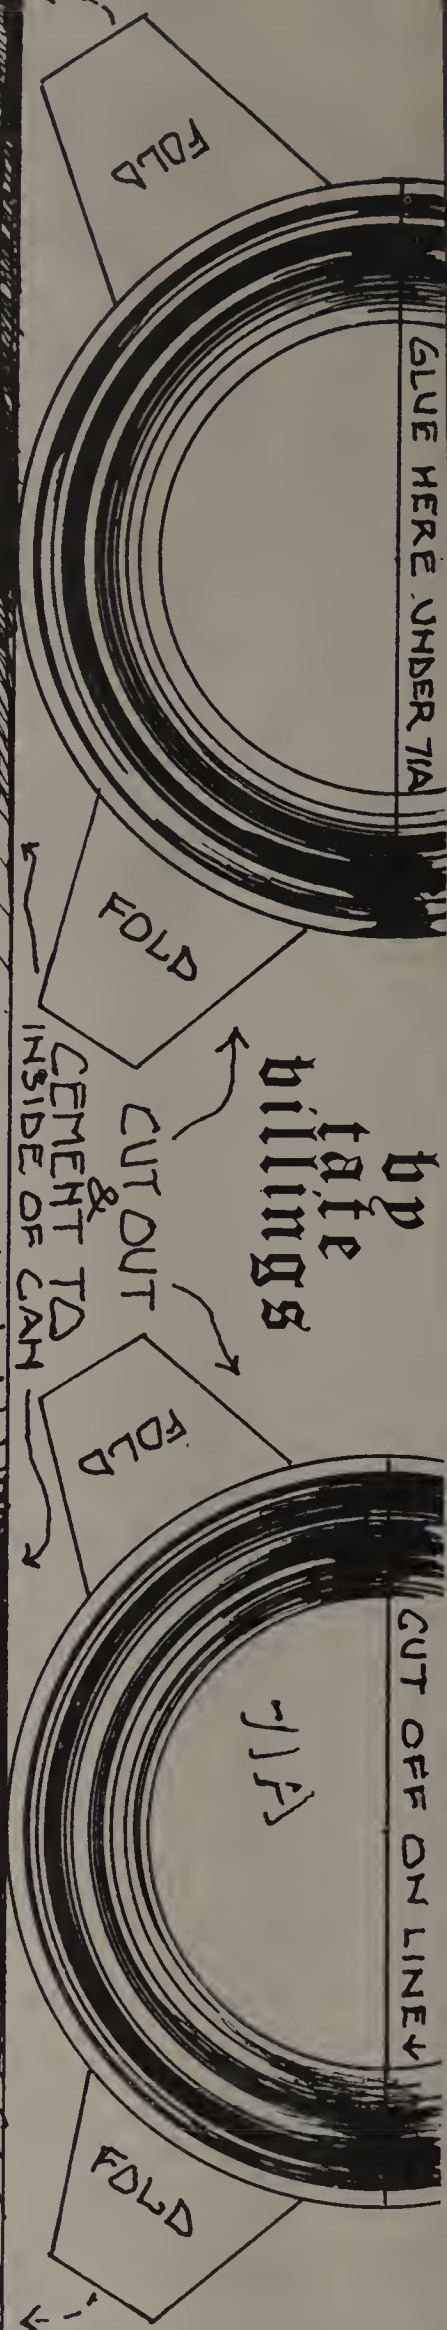 FOLD
GLUE HERE UNDER 71A
FOLD
by
tate
billings
CUT OUT
&
CEMENT TO
INSIDE OF CAN
FOLD
CUT OFF ON LINE
71A
FOLD